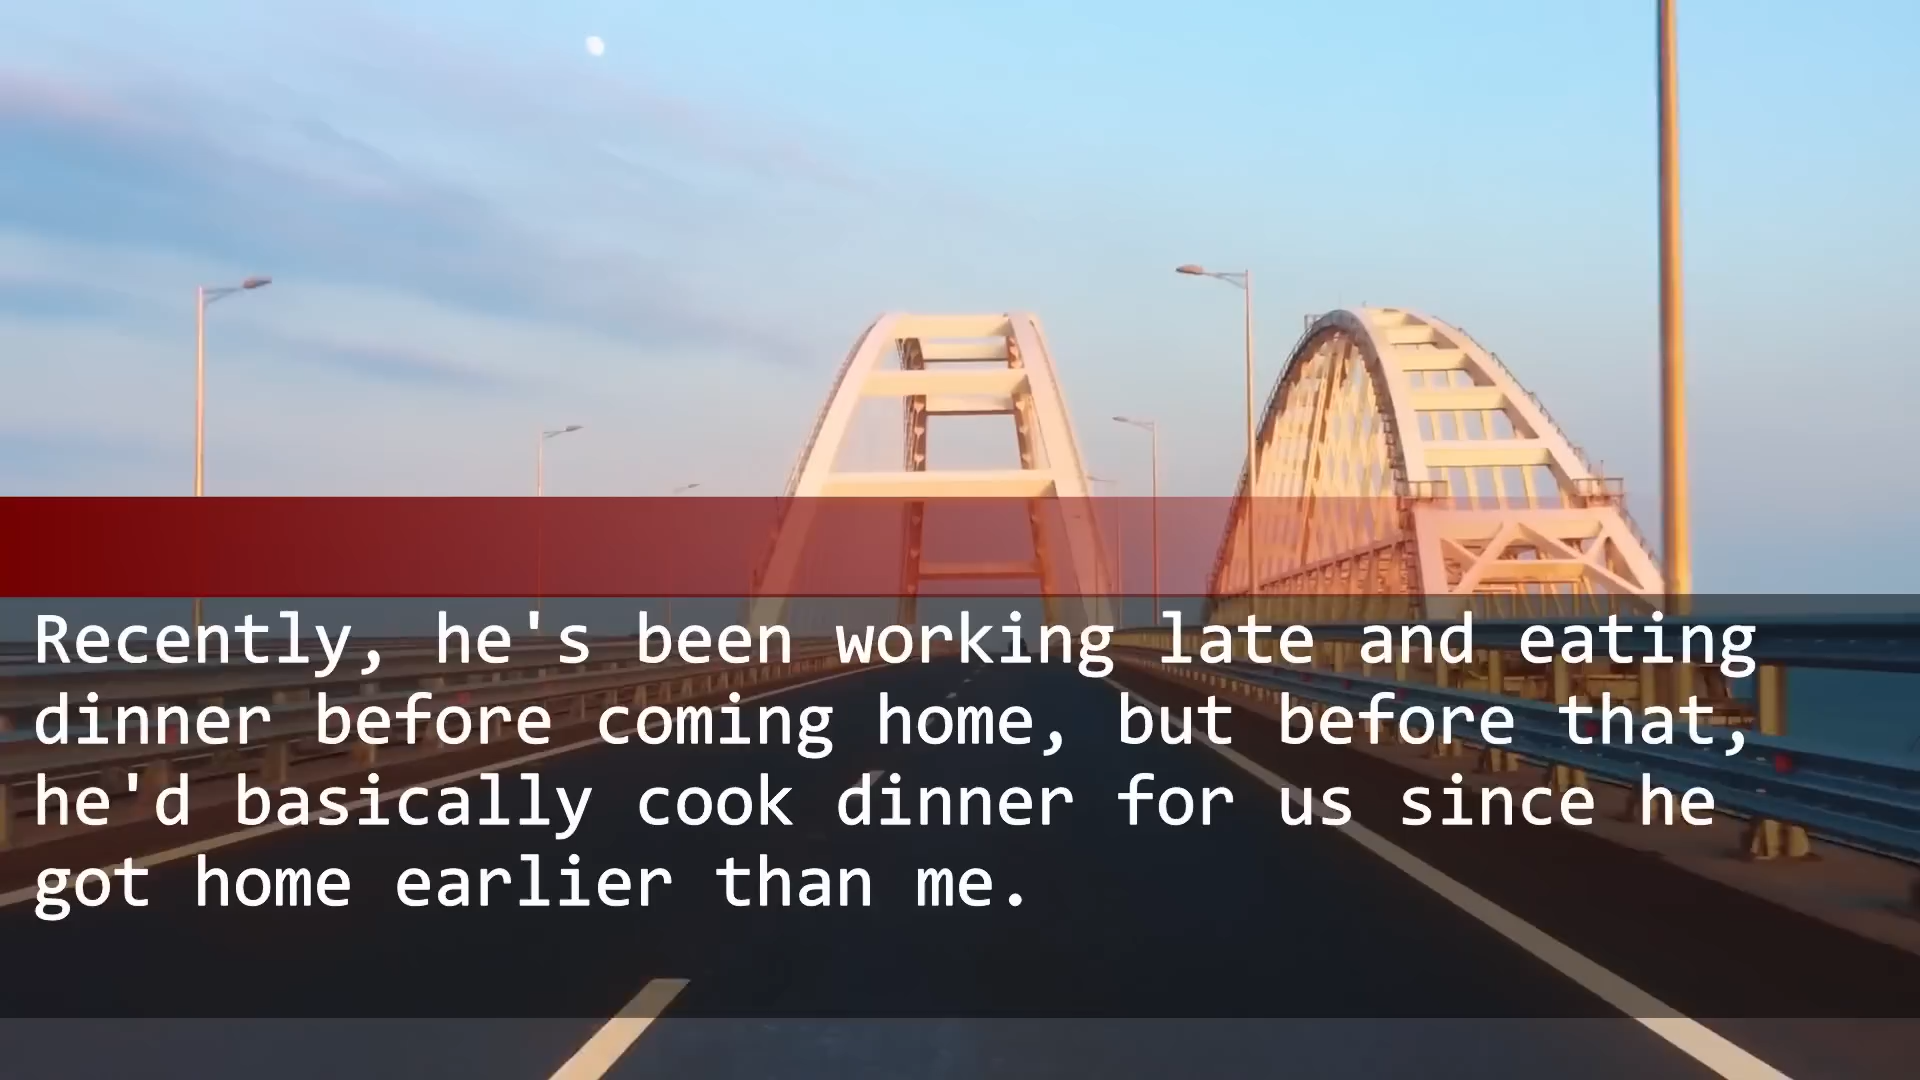 Recently, he's been working late and eating
dinner before coming home, but before that,
he'd basically cook dinner for us since he
got home earlier than me.